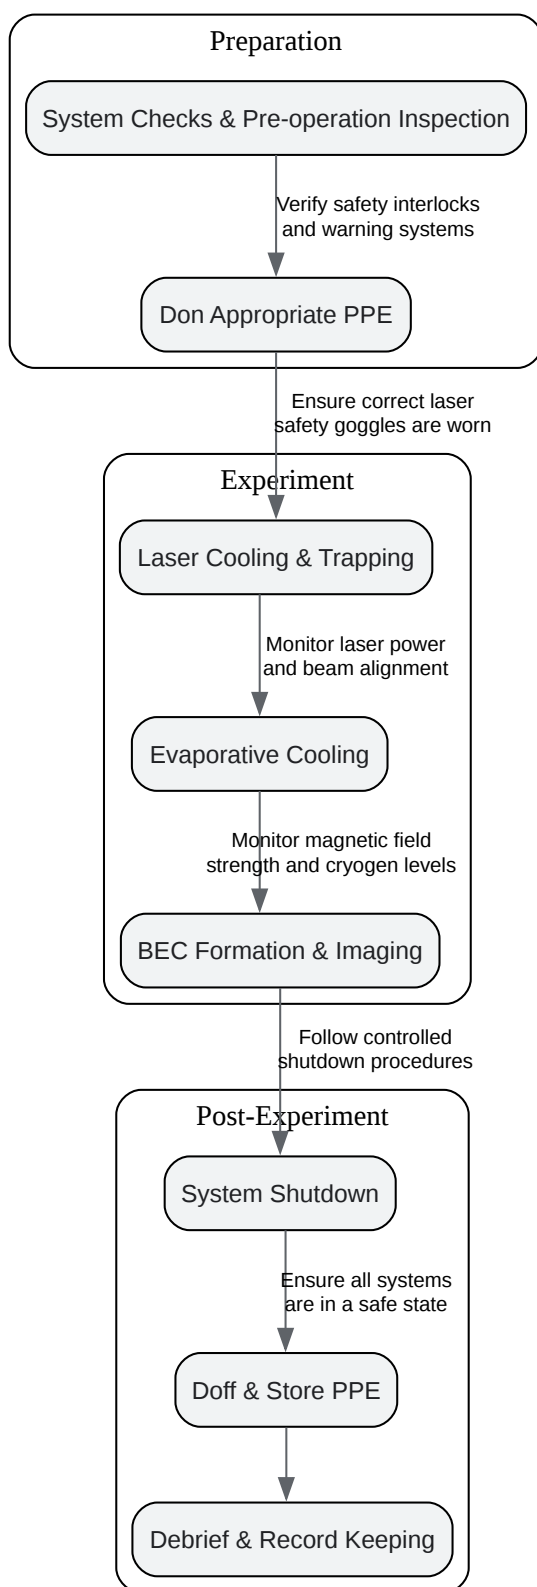 Preparation
System Checks & Pre-operation Inspection
Verify safety interlocks
and warning systems
Don Appropriate PPE
Ensure correct laser
safety goggles are worn
Experiment
Laser Cooling & Trapping
Monitor laser power
and beam alignment
Evaporative Cooling
Monitor magnetic field
strength and cryogen levels
BEC Formation & Imaging
Follow controlled
shutdown procedures
Post-Experiment
System Shutdown
Ensure all systems
are in a safe state
Doff & Store PPE
Debrief & Record Keeping